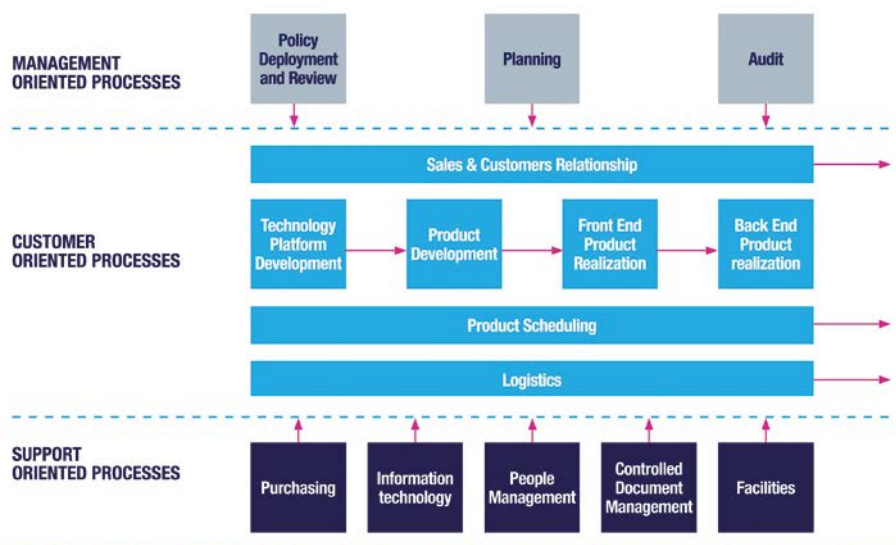 MANAGEMENT
ORIENTED PROCESSES
Policy
Deployment
and Review
Planning
Audit
Sales & Customers Relationship
CUSTOMER
ORIENTED PROCESSES
Technology
Platform
Development
Product
Development
Front End
Product
Realization
Back End
Product
realization
Product Scheduling
Logistics
SUPPORT
ORIENTED PROCESSES
Purchasing
Information
technology
People
Management
Controlled
Document
Management
Facilities